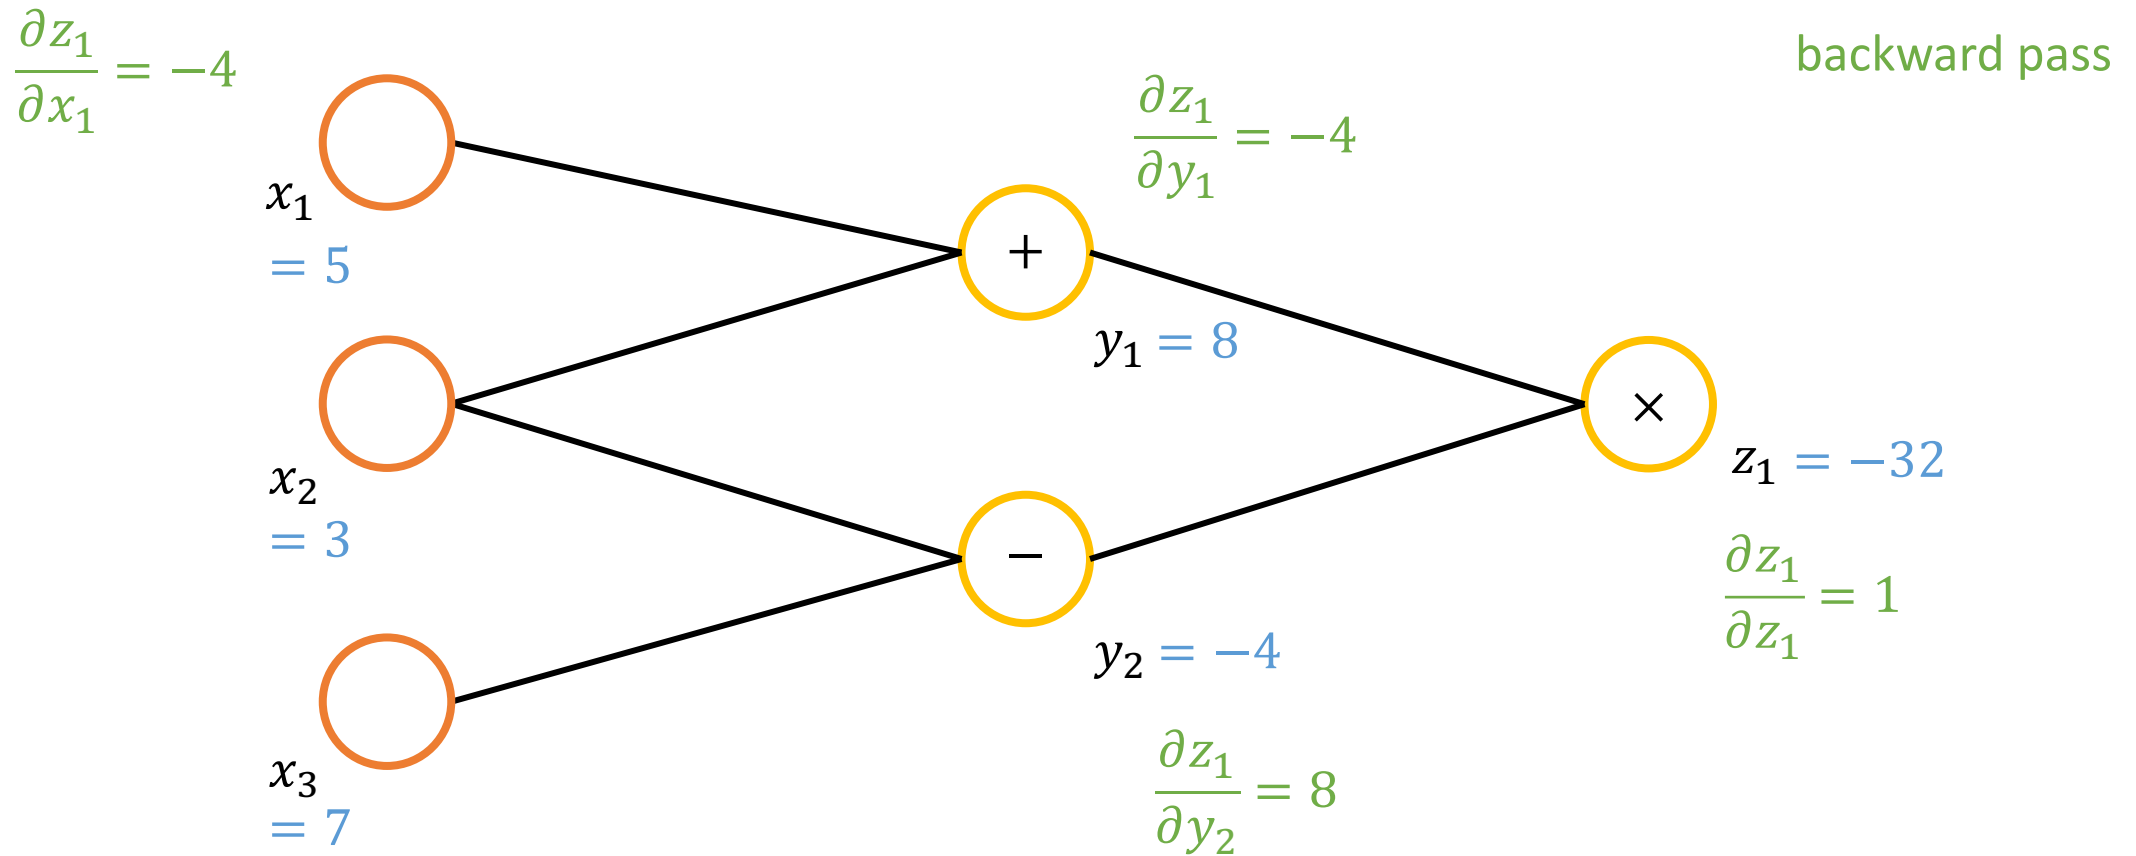 backward pass
∂z₁/∂x₁ = −4
x₁
= 5
x₂
= 3
x₃
= 7
∂z₁/∂y₁ = −4
+
y₁ = 8
−
y₂ = −4
∂z₁/∂y₂ = 8
×
z₁ = −32
∂z₁/∂z₁ = 1